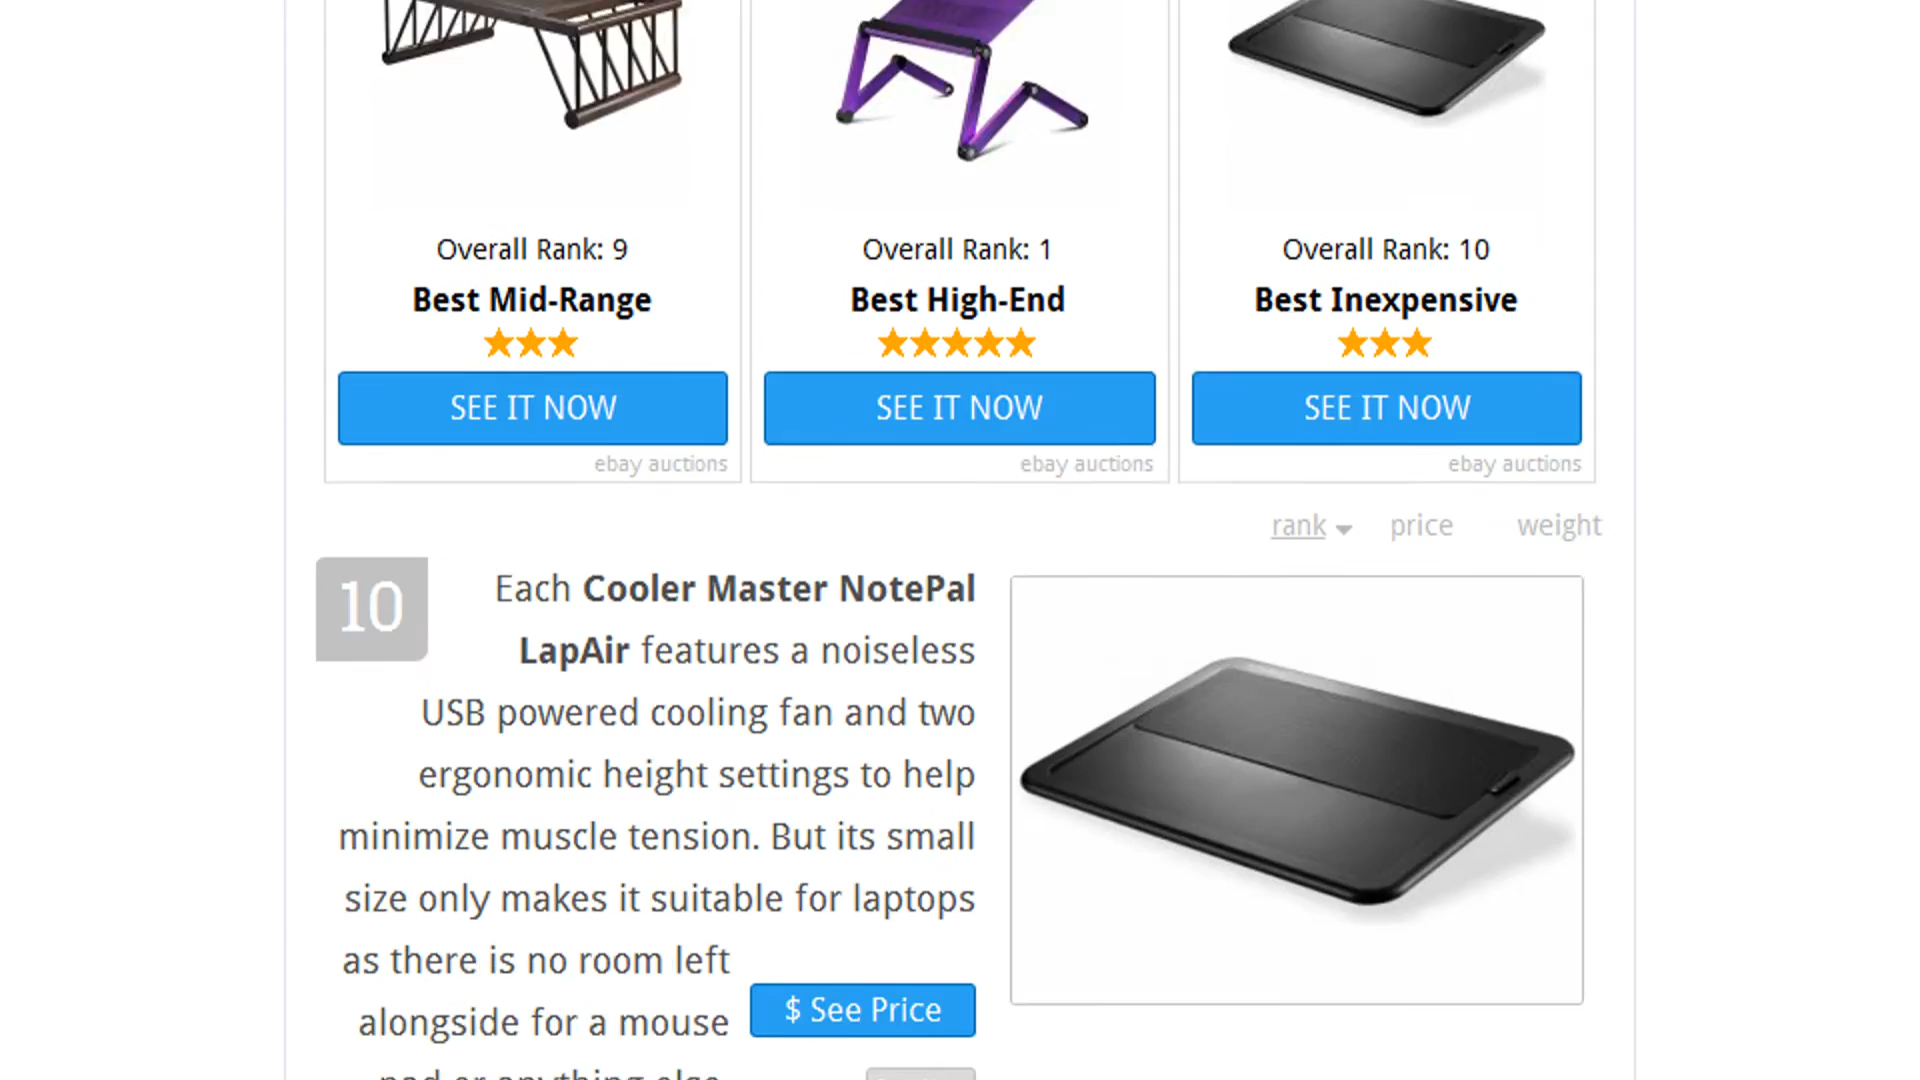 Overall Rank: 9
Best Mid-Range
SEE IT NOW
ebay auctions
Overall Rank: 1
Best High-End
SEE IT NOW
ebay auctions
Overall Rank: 10
Best Inexpensive
SEE IT NOW
ebay auctions
rank price weight
10
Each Cooler Master NotePal
LapAir features a noiseless
USB powered cooling fan and two
ergonomic height settings to help
minimize muscle tension. But its small
size only makes it suitable for laptops
as there is no room left
alongside for a mouse
pad or anything else.
$ See Price